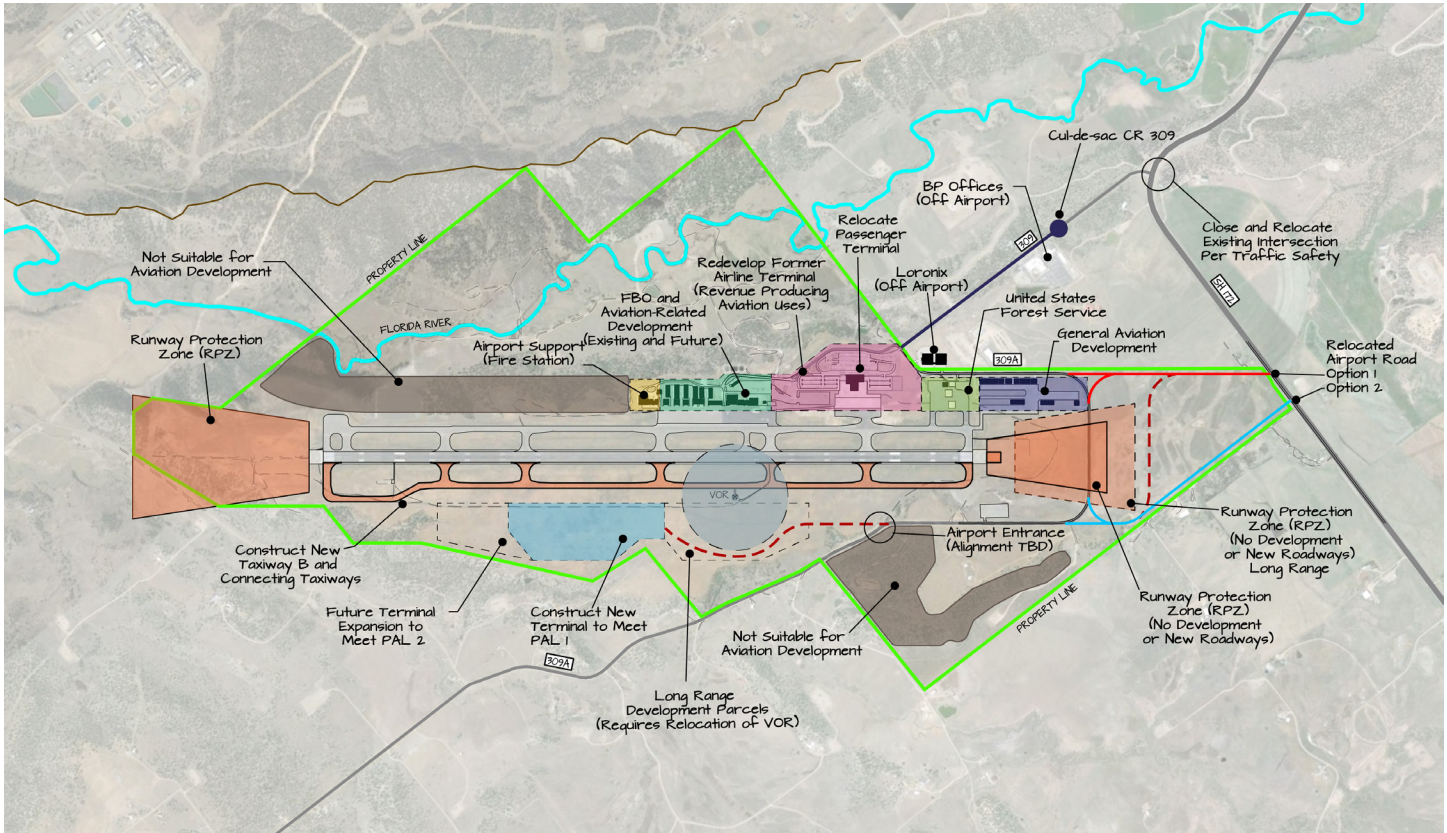 Cul-de-sac CR 309
BP Offices
(Off Airport)
Relocate
Passenger
Terminal
309
Close and Relocate
Existing Intersection
Per Traffic Safety
PROPERTY LINE
Not Suitable for
Aviation Development
Redevelop Former
Airline Terminal
(Revenue Producing
Aviation Uses)
Loronix
(Off Airport)
SH 172
FBO and
Aviation-Related
Development
(Existing and Future)
United States
Forest Service
FLORIDA RIVER
General Aviation
Development
Runway Protection
Zone (RPZ)
Airport Support
(Fire Station)
309A
Relocated
Airport Road
Option 1
Option 2
VOR
Construct New
Taxiway B and
Connecting Taxiways
Airport Entrance
(Alignment TBD)
Runway Protection
Zone (RPZ)
(No Development
or New Roadways)
Long Range
Future Terminal
Expansion to
Meet PAL 2
Construct New
Terminal to Meet
PAL 1
Not Suitable for
Aviation Development
PROPERTY LINE
Runway Protection
Zone (RPZ)
(No Development
or New Roadways)
309A
Long Range
Development Parcels
(Requires Relocation of VOR)